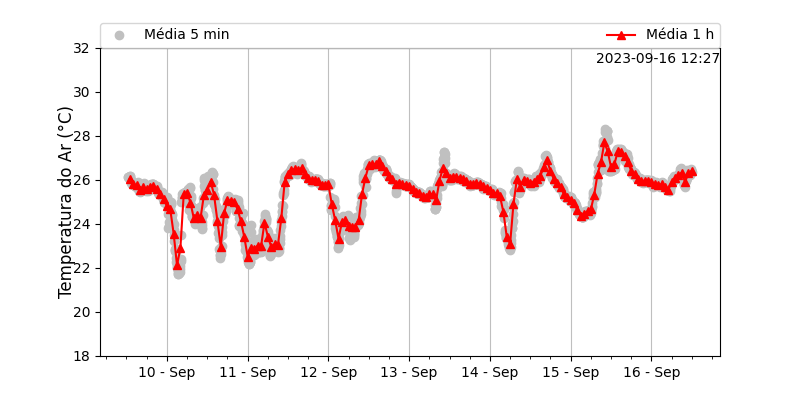 Média 5 min
Média 1 h
2023-09-16 12:27
Temperatura do Ar (°C)
32
30
28
26
24
22
20
18
10 - Sep
11 - Sep
12 - Sep
13 - Sep
14 - Sep
15 - Sep
16 - Sep